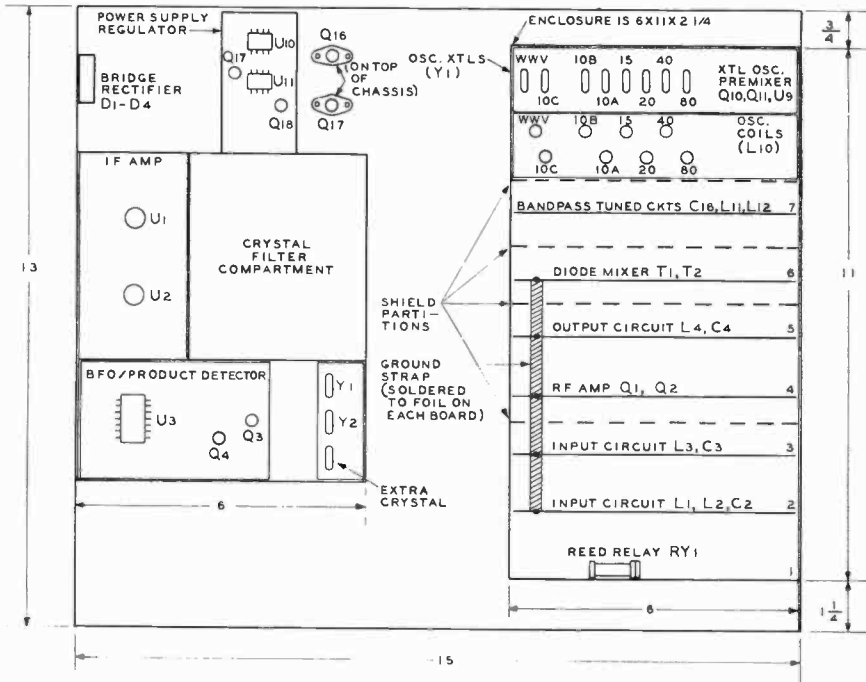 POWER SUPPLY
REGULATOR
U10
U11
Q17
Q18
Q16
(ON TOP
OF
CHASSIS)
Q17
BRIDGE
RECTIFIER
D1-D4
IF AMP
U1
U2
CRYSTAL
FILTER
COMPARTMENT
BFO/PRODUCT DETECTOR
U3
Q4
Q3
Y1
Y2
EXTRA
CRYSTAL
6
13
15
ENCLOSURE IS 6X11X2 1/4
OSC. XTLS
(Y1)
WWV 10B 15 40
10C 10A 20 80
XTL OSC.
PREMIXER
Q10,Q11,U9
WWV 10B 15 40
10C 10A 20 80
OSC.
COILS
(L10)
BANDPASS TUNED CKTS C18,L11,L12 7
DIODE MIXER T1,T2 6
SHIELD
PARTI-
TIONS
OUTPUT CIRCUIT L4, C4 5
GROUND
STRAP
(SOLDERED
TO FOIL ON
EACH BOARD)
RF AMP Q1, Q2 4
INPUT CIRCUIT L3,C3 3
INPUT CIRCUIT L1, L2,C2 2
REED RELAY RY1
1
6
3/4
11
1 1/4